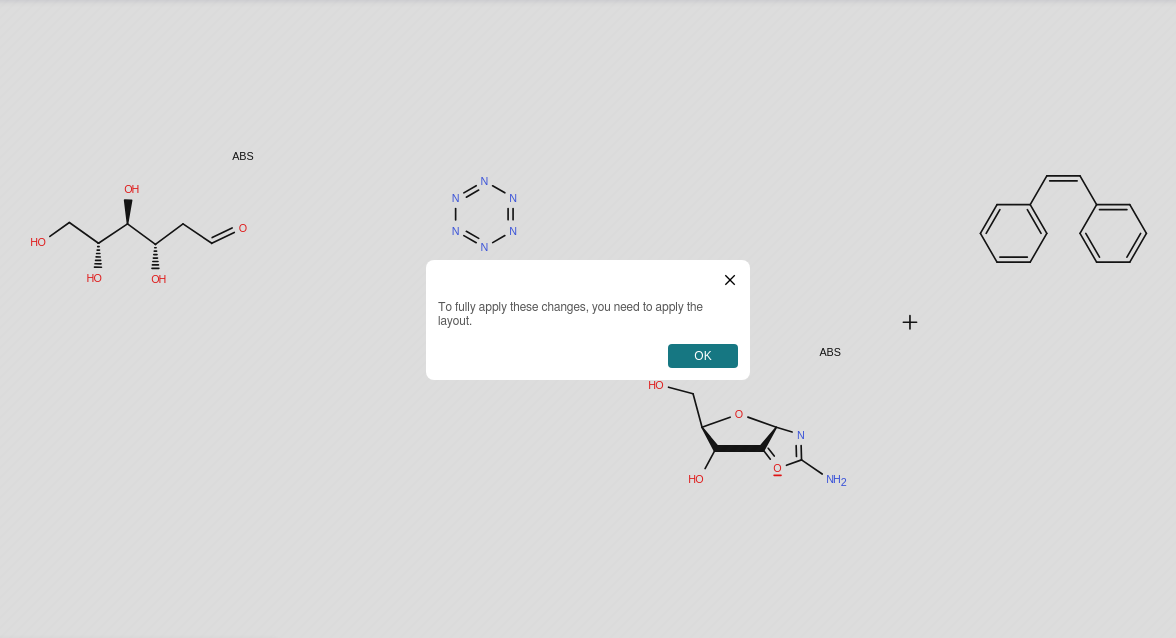 ABS
OH
HO
O
HO
OH
N
N
N
N
N
N
To fully apply these changes, you need to apply the
layout.
OK
+
ABS
HO
O
N
O
HO
NH2